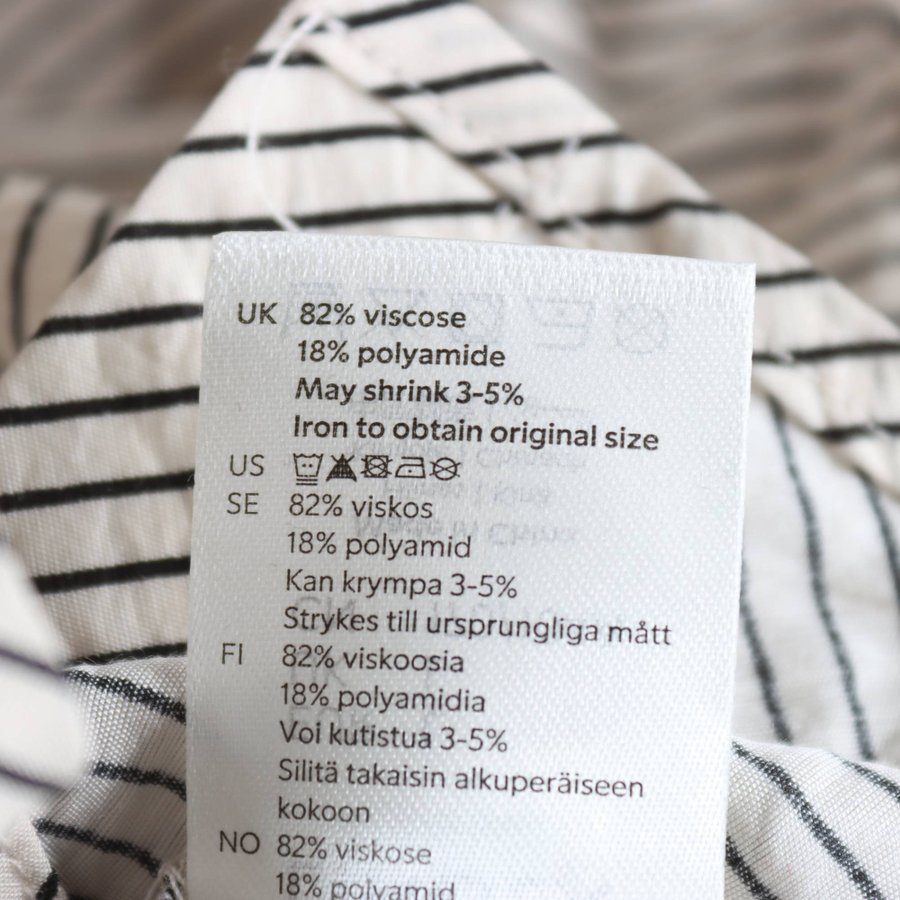 UK 82% viscose
18% polyamide
May shrink 3-5%
Iron to obtain original size
US
SE 82% viskos
18% polyamid
Kan krympa 3-5%
Strykes till ursprungliga mått
FI 82% viskoosia
18% polyamidia
Voi kutistua 3-5%
Silitä takaisin alkuperäiseen
kokoon
NO 82% viskose
18% polyamid